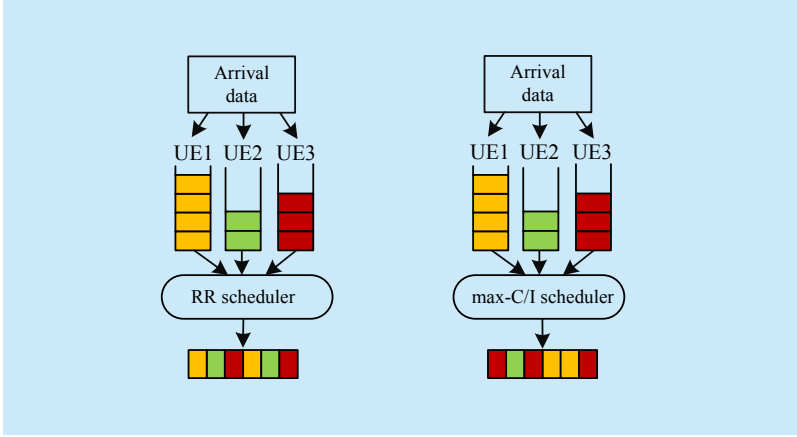 Arrival
data
UE1 UE2 UE3
RR scheduler
Arrival
data
UE1 UE2 UE3
max-C/I scheduler